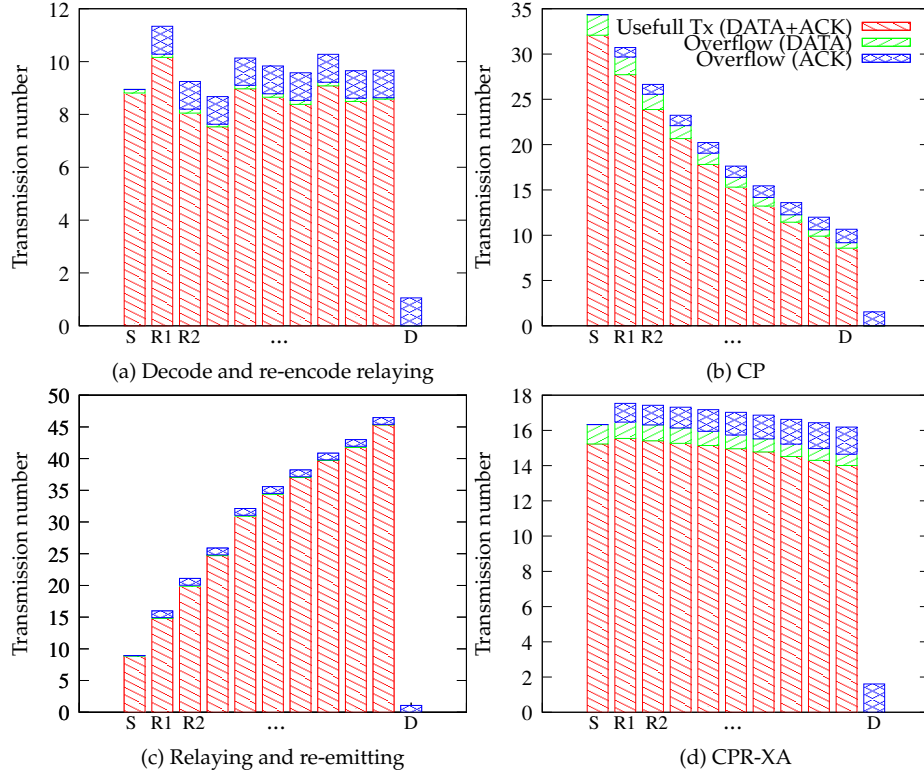 14
12
10
8
6
4
2
0
Transmission number
S R1 R2 ... D
(a) Decode and re-encode relaying
35
30
25
20
15
10
5
0
Transmission number
Usefull Tx (DATA+ACK)
Overflow (DATA)
Overflow (ACK)
S R1 R2 ... D
(b) CP
50
45
40
35
30
25
20
15
10
5
0
Transmission number
S R1 R2 ... D
(c) Relaying and re-emitting
18
16
14
12
10
8
6
4
2
0
Transmission number
S R1 R2 ... D
(d) CPR-XA